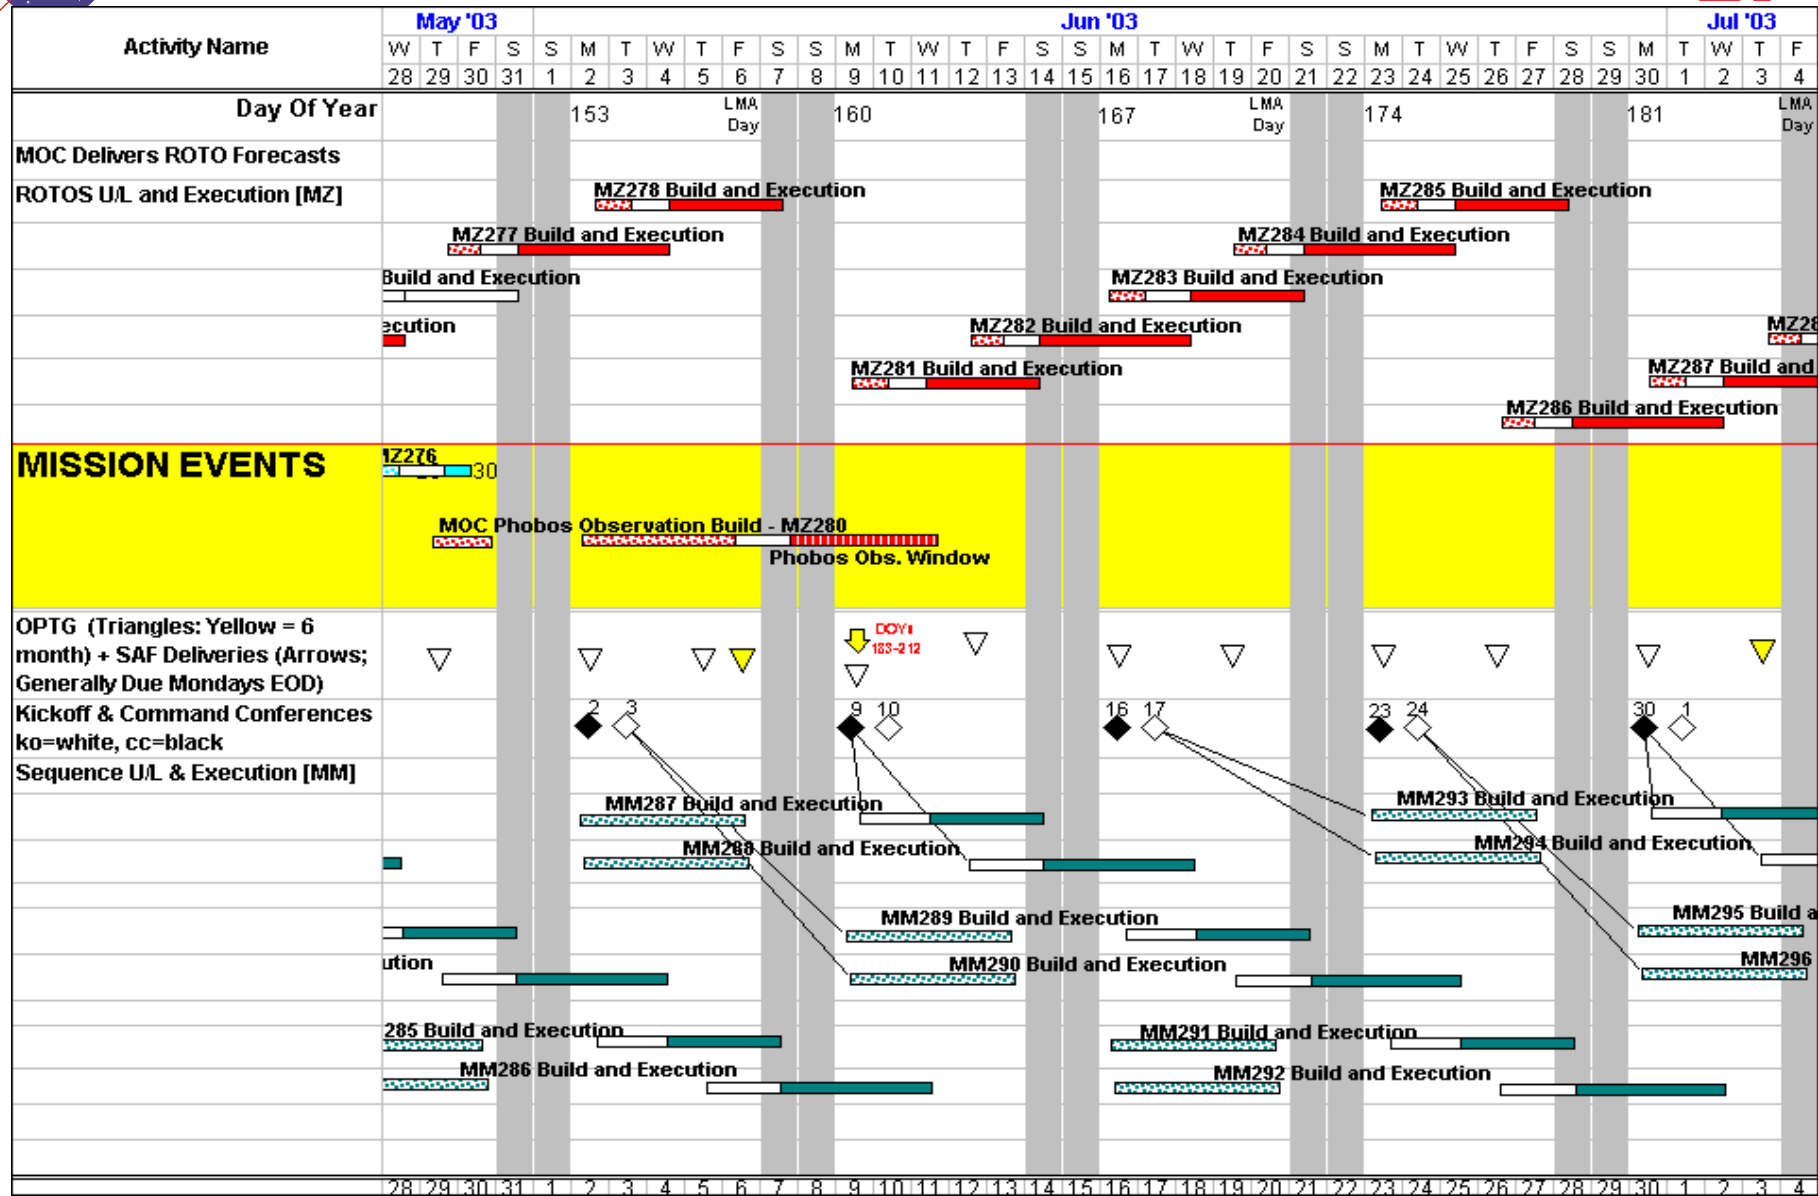 May '03 Jun '03 Jul '03
Activity Name
W T F S S M T W T F S S M T W T F S S M T W T F S S M T W T F S S M T W T F
28 29 30 31 1 2 3 4 5 6 7 8 9 10 11 12 13 14 15 16 17 18 19 20 21 22 23 24 25 26 27 28 29 30 1 2 3 4
Day Of Year 153 LMA Day 160 167 LMA Day 174 181 LMA Day
MOC Delivers ROTO Forecasts
ROTOS U/L and Execution [MZ]
MZ278 Build and Execution MZ285 Build and Execution
MZ277 Build and Execution MZ284 Build and Execution
Build and Execution MZ283 Build and Execution
ecution MZ282 Build and Execution MZ28
MZ281 Build and Execution MZ287 Build and
MZ286 Build and Execution
MISSION EVENTS
MZ276
30
MOC Phobos Observation Build - MZ280
Phobos Obs. Window
OPTG (Triangles: Yellow = 6
month) + SAF Deliveries (Arrows;
Generally Due Mondays EOD)
DOY
183-212
Kickoff & Command Conferences
ko=white, cc=black
2 3 9 10 16 17 23 24 30 1
Sequence U/L & Execution [MM]
MM287 Build and Execution MM293 Build and Execution
MM288 Build and Execution MM294 Build and Execution
MM289 Build and Execution MM295 Build a
ution MM290 Build and Execution MM296
285 Build and Execution MM291 Build and Execution
MM286 Build and Execution MM292 Build and Execution
28 29 30 31 1 2 3 4 5 6 7 8 9 10 11 12 13 14 15 16 17 18 19 20 21 22 23 24 25 26 27 28 29 30 1 2 3 4